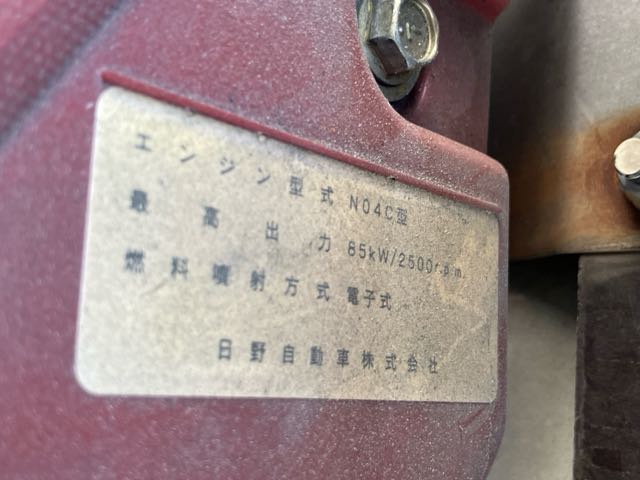 エンジン型式 N04C型
最高出力 85kW/2500r.p.m.
燃料噴射方式 電子式
日野自動車株式会社